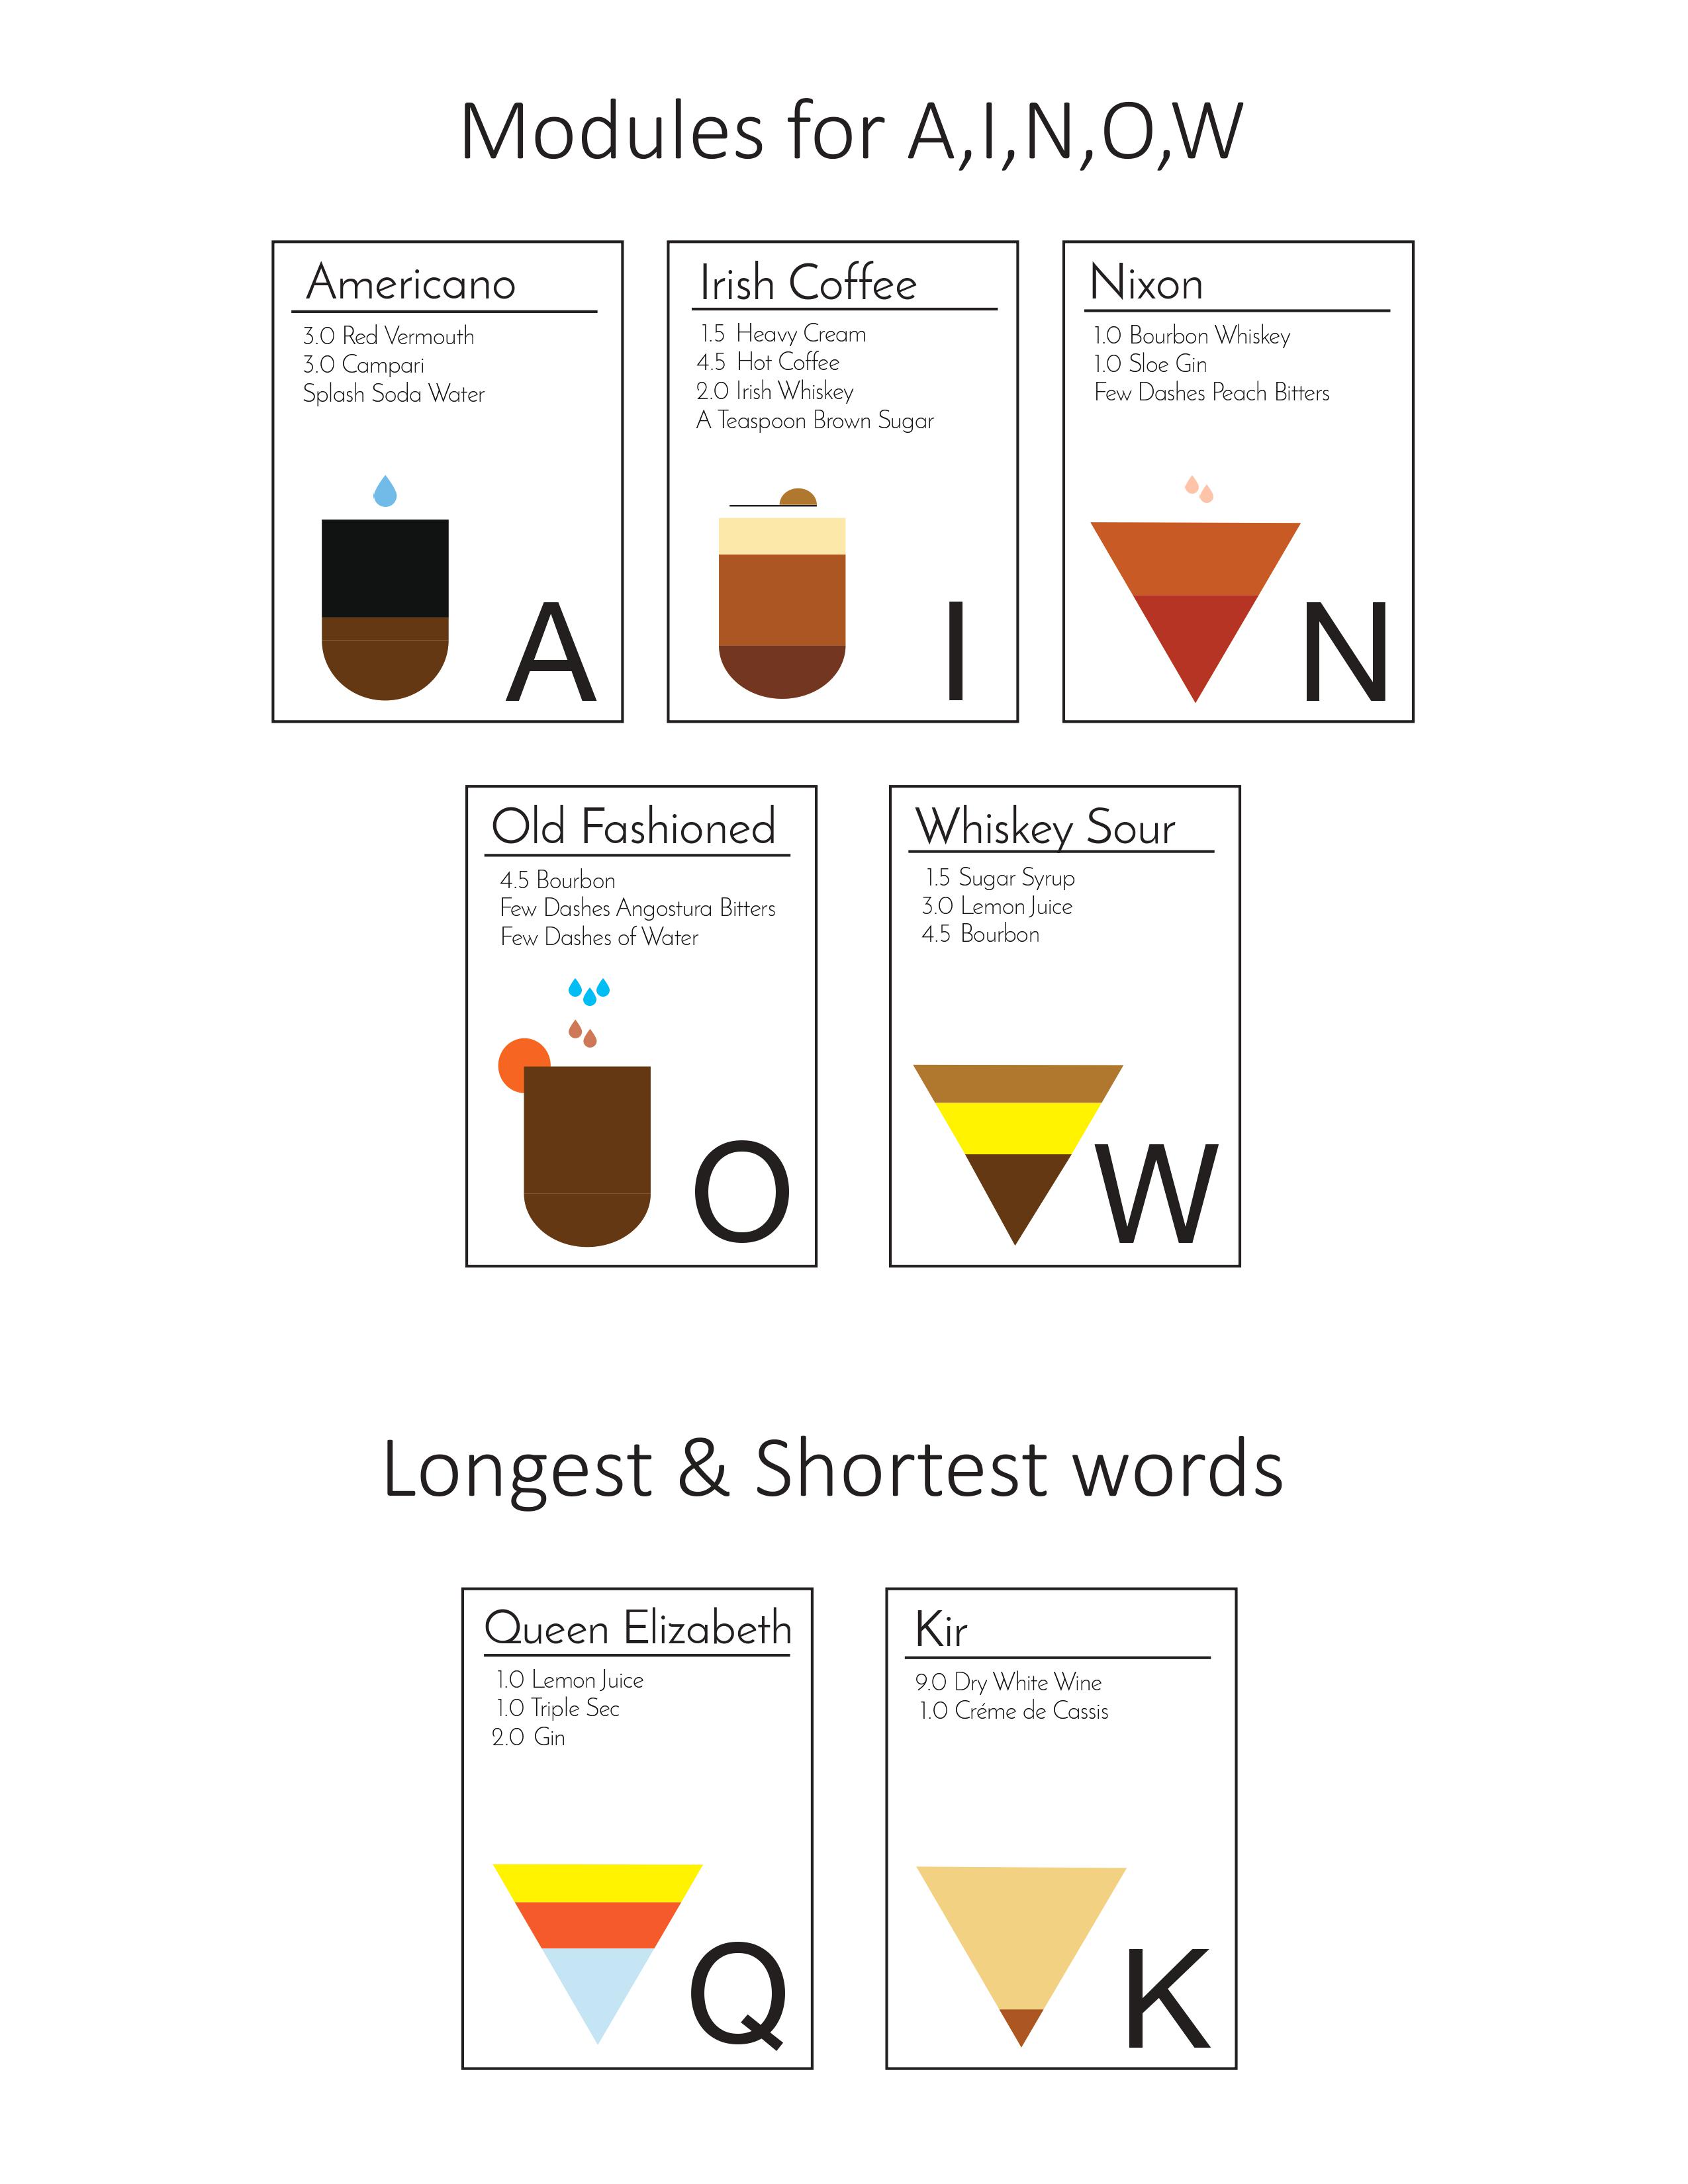 Modules for A,I,N,O,W
Americano
3.0 Red Vermouth
3.0 Campari
Splash Soda Water
A
Irish Coffee
1.5 Heavy Cream
4.5 Hot Coffee
2.0 Irish Whiskey
A Teaspoon Brown Sugar
I
Nixon
1.0 Bourbon Whiskey
1.0 Sloe Gin
Few Dashes Peach Bitters
N
Old Fashioned
4.5 Bourbon
Few Dashes Angostura Bitters
Few Dashes of Water
O
Whiskey Sour
1.5 Sugar Syrup
3.0 Lemon Juice
4.5 Bourbon
W
Longest & Shortest words
Queen Elizabeth
1.0 Lemon Juice
1.0 Triple Sec
2.0 Gin
Q
Kir
9.0 Dry White Wine
1.0 Créme de Cassis
K